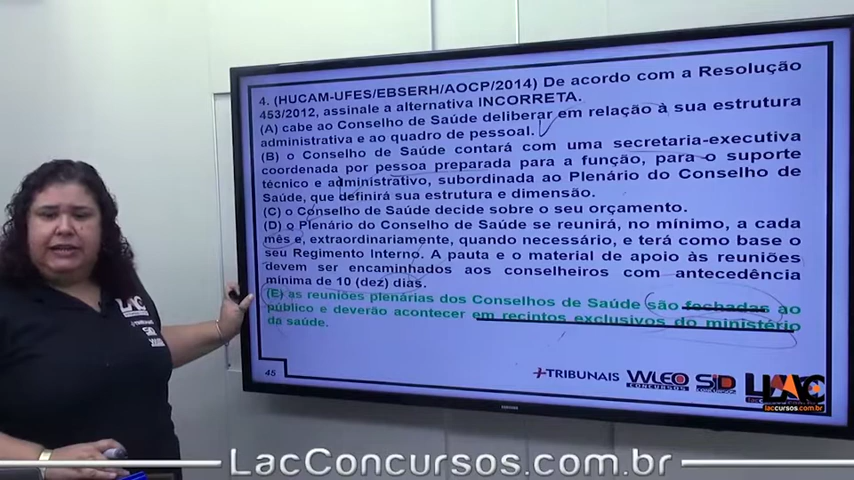 4. (HUCAM-UFES/EBSERH/AOCP/2014) De acordo com a Resolução
453/2012, assinale a alternativa INCORRETA.
(A) cabe ao Conselho de Saúde deliberar em relação à sua estrutura
administrativa e ao quadro de pessoal.
(B) o Conselho de Saúde contará com uma secretaria-executiva
coordenada por pessoa preparada para a função, para o suporte
técnico e administrativo, subordinada ao Plenário do Conselho de
Saúde, que definirá sua estrutura e dimensão.
(C) o Conselho de Saúde decide sobre o seu orçamento.
(D) o Plenário do Conselho de Saúde se reunirá, no mínimo, a cada
mês e, extraordinariamente, quando necessário, e terá como base o
seu Regimento Interno. A pauta e o material de apoio às reuniões
devem ser encaminhados aos conselheiros com antecedência
mínima de 10 (dez) dias.
(E) as reuniões plenárias dos Conselhos de Saúde são fechadas ao
público e deverão acontecer em recintos exclusivos do ministério
da saúde.
45
TRIBUNAIS
WLEO
CONCURSOS
SD
LAC
lacconcursos.com.br
LAC
SD
LacConcursos.com.br